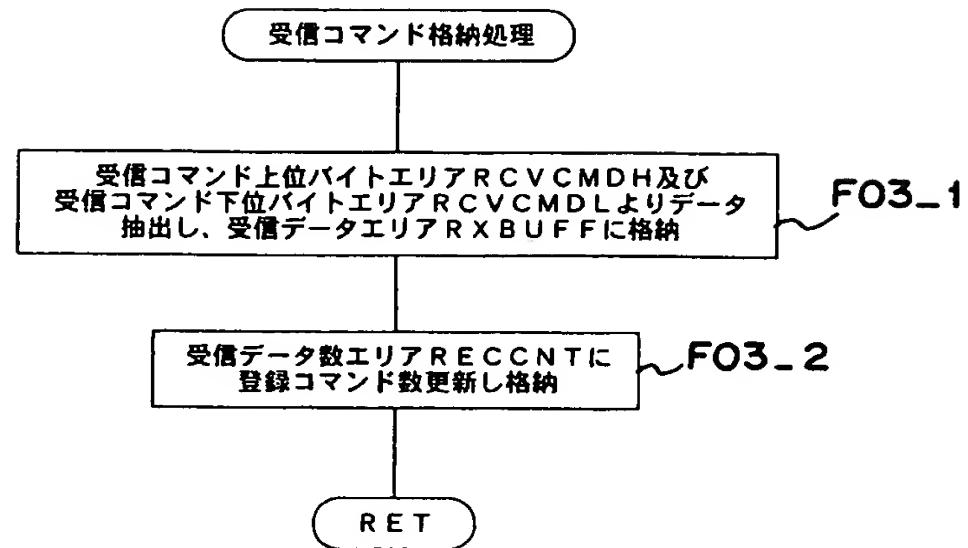 受信コマンド格納処理
受信コマンド上位バイトエリアRCVCMDH及び
受信コマンド下位バイトエリアRCVCMDLよりデータ
抽出し、受信データエリアRXBUFFに格納
F03_1
受信データ数エリアRECCNTに
登録コマンド数更新し格納
F03_2
RET